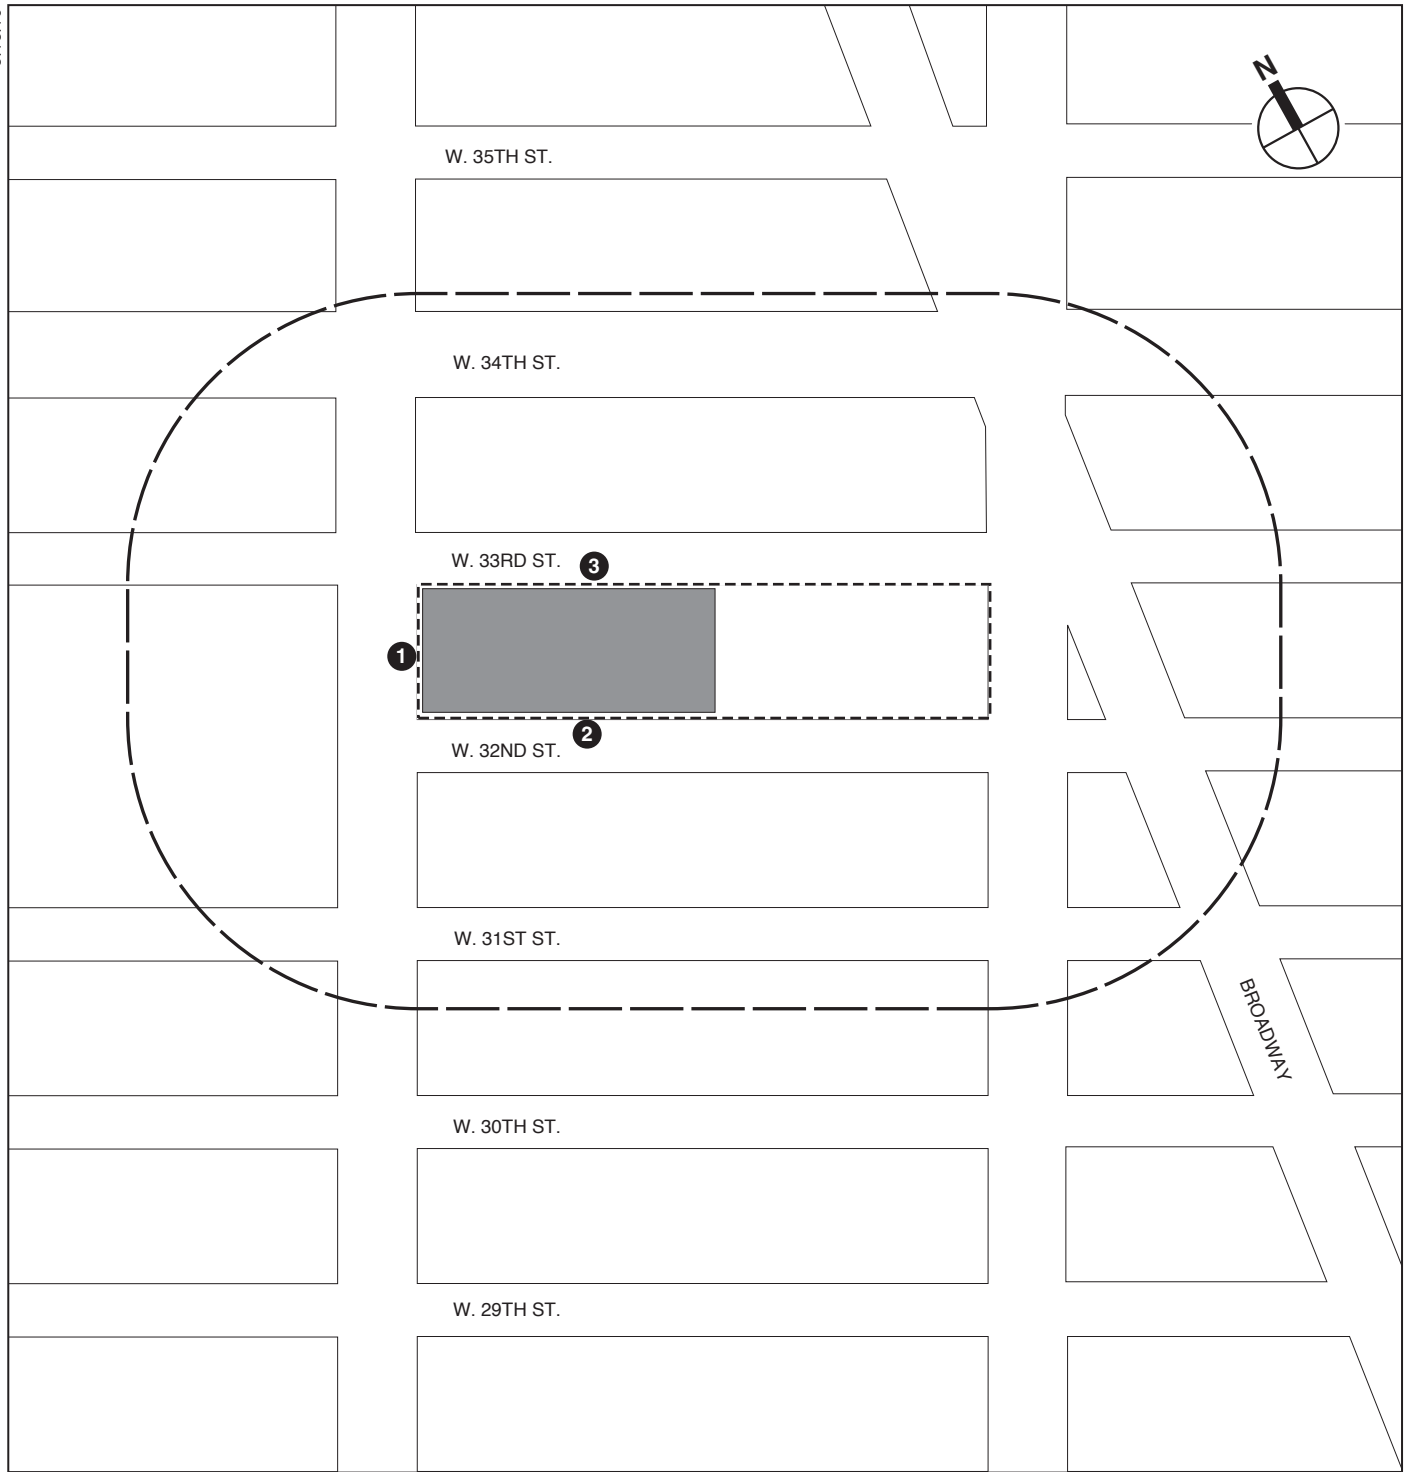 N
W. 35TH ST.
W. 34TH ST.
W. 33RD ST.
3
1
2
W. 32ND ST.
W. 31ST ST.
BROADWAY
W. 30TH ST.
W. 29TH ST.